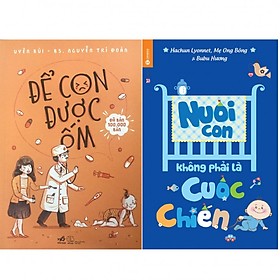 UYÊN BÙI - BS. NGUYỄN TRÍ ĐOÀN
ĐỂ CON
ĐƯỢC
ỐM
ĐÃ BÁN
100.000
BẢN
Hachun Lyonnet, Mẹ Ong Bông
& Bubu Hương
Nuôi con
không phải là
Cuộc
Chiến